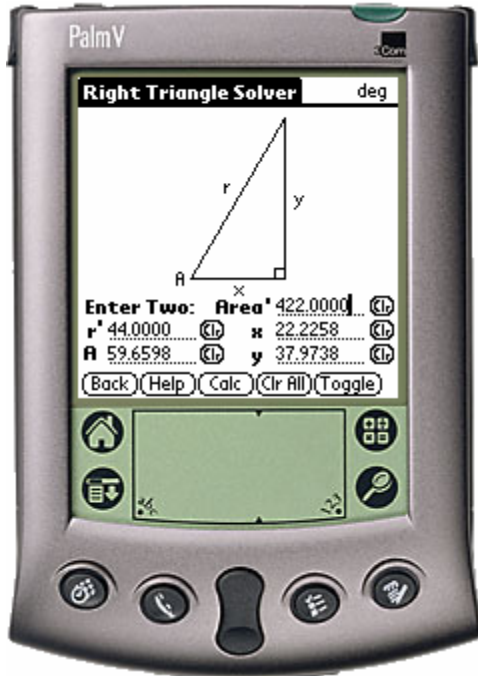 PalmV
3Com
Right Triangle Solver deg
r
y
A
x
Enter Two: Area' 422.0000 Clr
r' 44.0000 Clr x 22.2258 Clr
A 59.6598 Clr y 37.9738 Clr
Back Help Calc Clr All Toggle
123